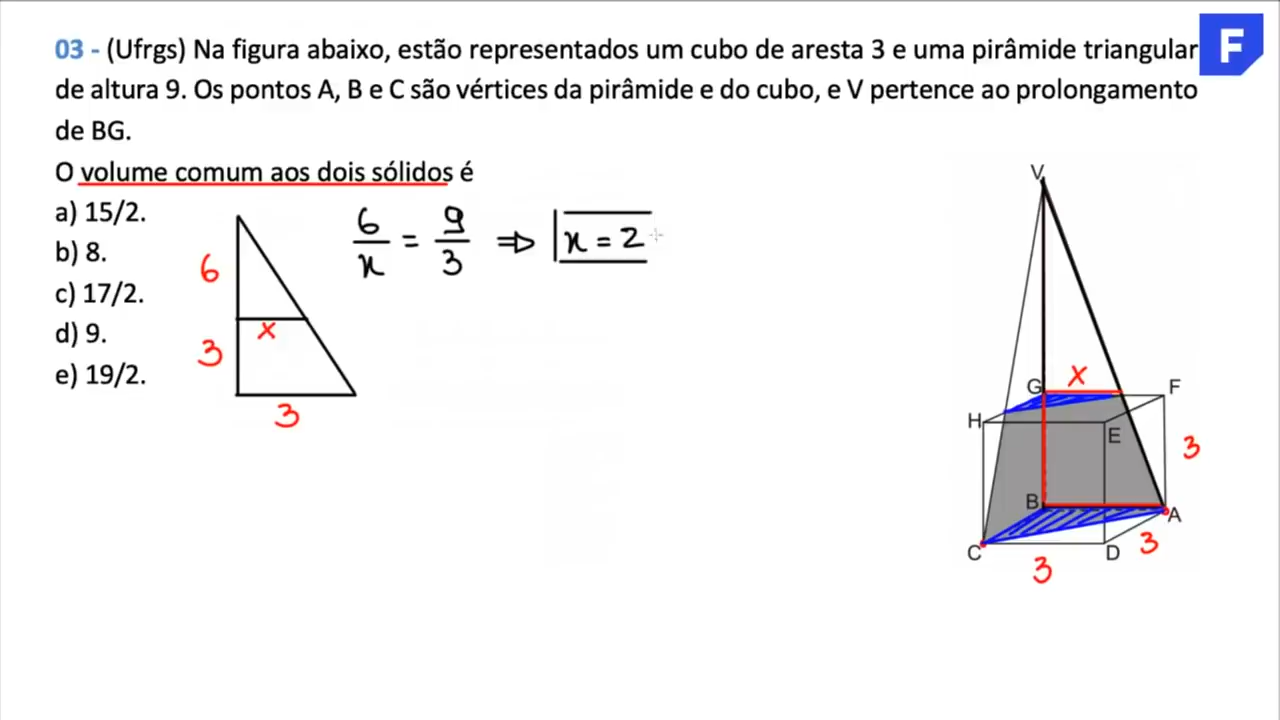 03 - (Ufrgs) Na figura abaixo, estão representados um cubo de aresta 3 e uma pirâmide triangular
de altura 9. Os pontos A, B e C são vértices da pirâmide e do cubo, e V pertence ao prolongamento
de BG.
O volume comum aos dois sólidos é
a) 15/2.
b) 8.
c) 17/2.
d) 9.
e) 19/2.
6
3
x
3
6/x = 9/3 ⇒ x = 2
V
x
G
F
H
E
3
B
A
C
D
3
3
F